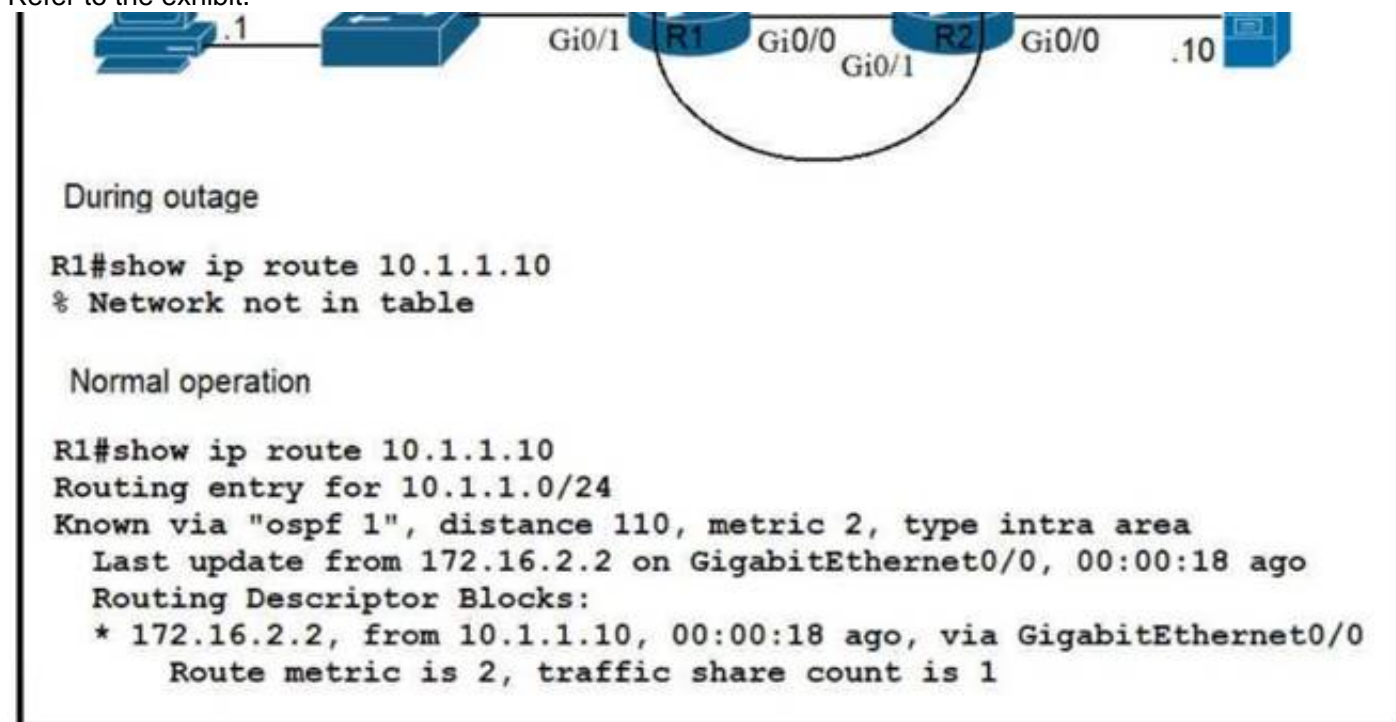 Refer to the exhibit.
.1
Gi0/1
R1
Gi0/0
Gi0/1
R2
Gi0/0
.10
During outage
R1#show ip route 10.1.1.10
% Network not in table
Normal operation
R1#show ip route 10.1.1.10
Routing entry for 10.1.1.0/24
Known via "ospf 1", distance 110, metric 2, type intra area
Last update from 172.16.2.2 on GigabitEthernet0/0, 00:00:18 ago
Routing Descriptor Blocks:
* 172.16.2.2, from 10.1.1.10, 00:00:18 ago, via GigabitEthernet0/0
Route metric is 2, traffic share count is 1